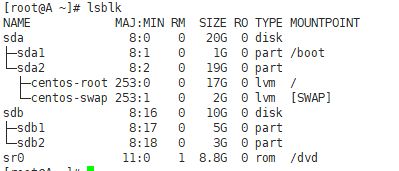 [root@A ~]# lsblk
NAME            MAJ:MIN RM  SIZE RO TYPE MOUNTPOINT
sda               8:0    0   20G  0 disk
├─sda1            8:1    0    1G  0 part /boot
└─sda2            8:2    0   19G  0 part
  ├─centos-root 253:0    0   17G  0 lvm  /
  └─centos-swap 253:1    0    2G  0 lvm  [SWAP]
sdb               8:16   0   10G  0 disk
├─sdb1            8:17   0    5G  0 part
└─sdb2            8:18   0    3G  0 part
sr0              11:0    1  8.8G  0 rom  /dvd
[root@A ~]#